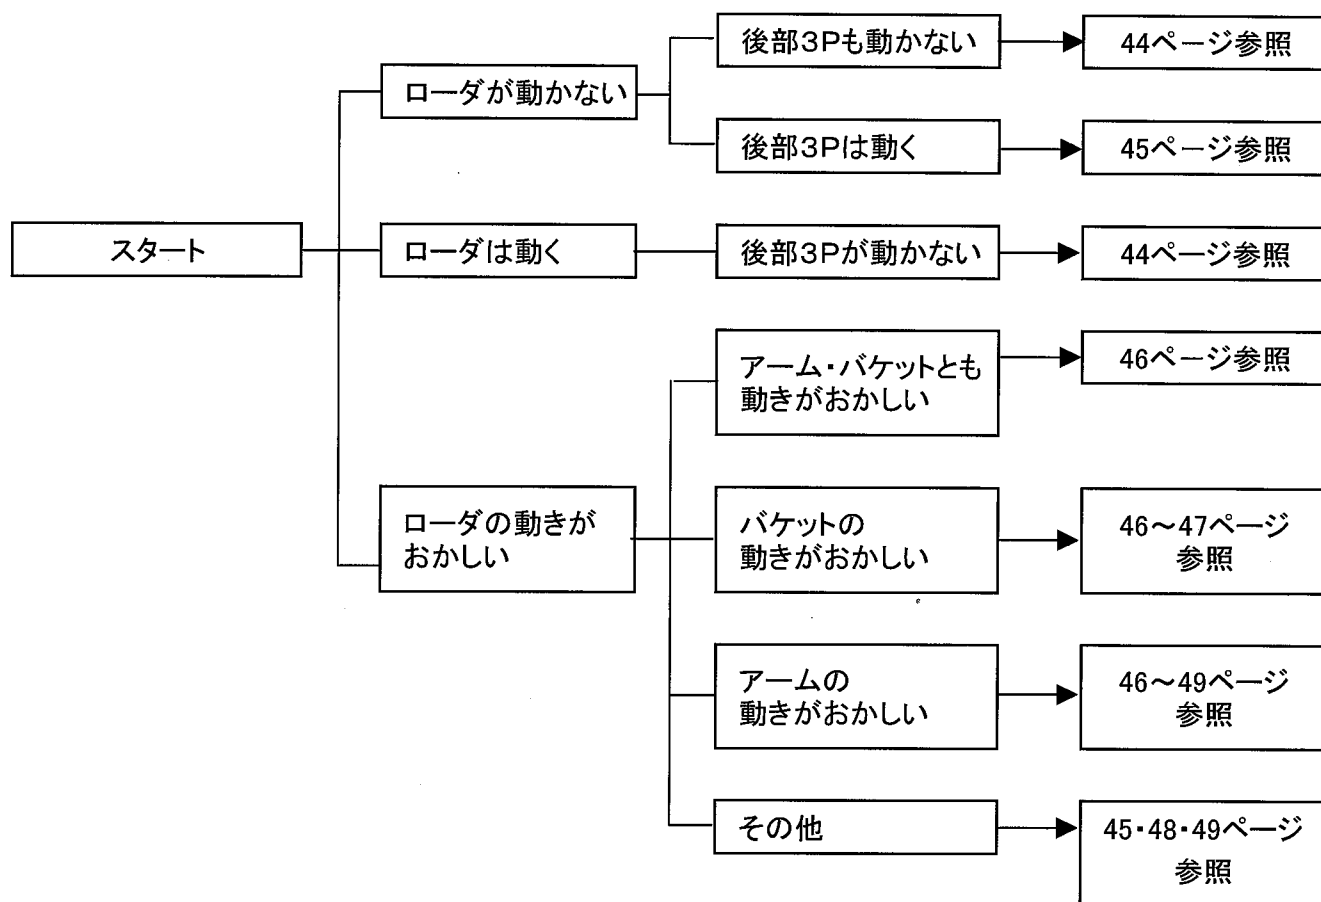 スタート
ローダが動かない
後部３Ｐも動かない
44ページ参照
後部３Ｐは動く
45ページ参照
ローダは動く
後部３Ｐが動かない
44ページ参照
ローダの動きが
おかしい
アーム・バケットとも
動きがおかしい
46ページ参照
バケットの
動きがおかしい
46～47ページ
参照
アームの
動きがおかしい
46～49ページ
参照
その他
45・48・49ページ
参照